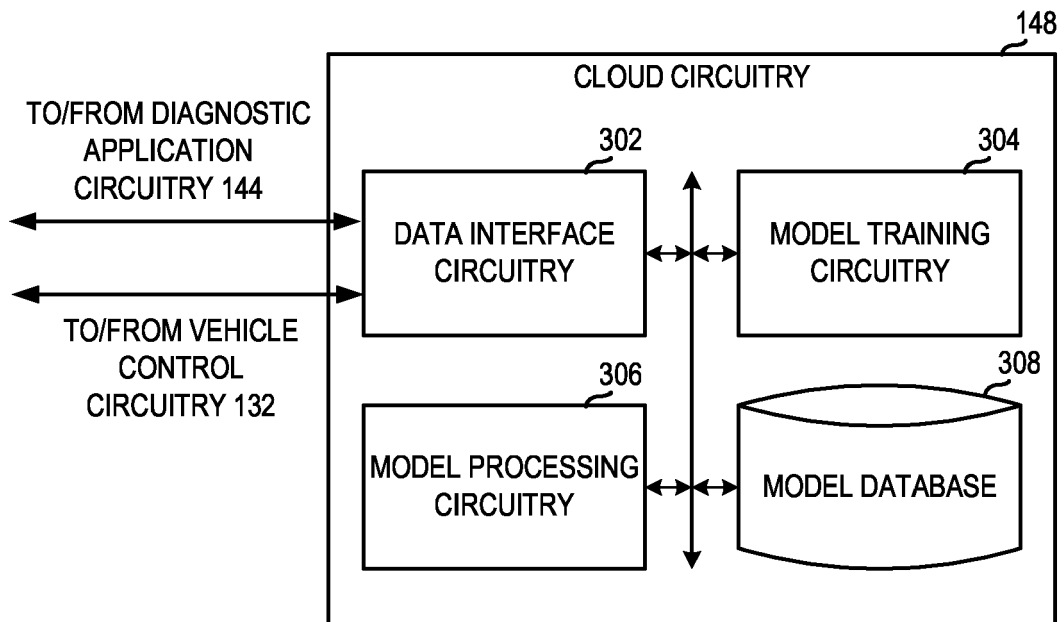 148
CLOUD CIRCUITRY
TO/FROM DIAGNOSTIC
APPLICATION
CIRCUITRY 144
302
304
DATA INTERFACE
CIRCUITRY
MODEL TRAINING
CIRCUITRY
TO/FROM VEHICLE
CONTROL
CIRCUITRY 132
306
308
MODEL PROCESSING
CIRCUITRY
MODEL DATABASE